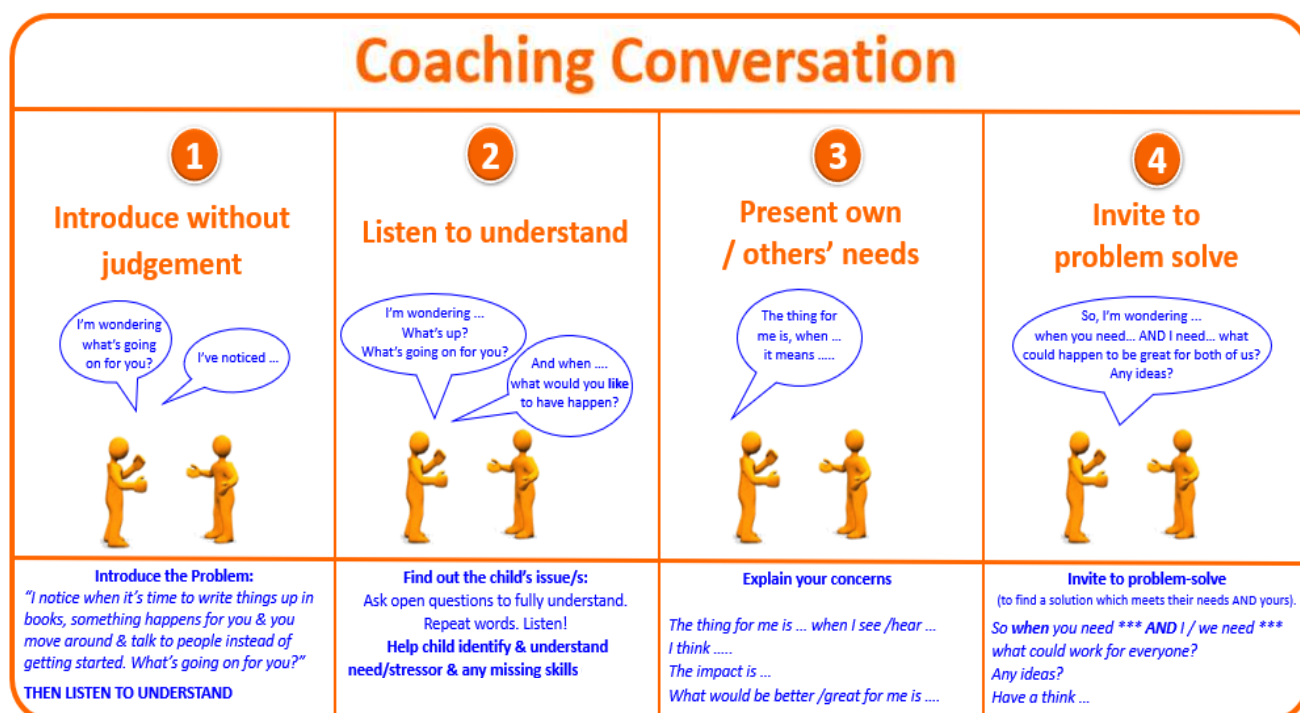 Coaching Conversation
1
Introduce without
judgement
I'm wondering
what's going
on for you?
I've noticed ...
Introduce the Problem:
"I notice when it's time to write things up in
books, something happens for you & you
move around & talk to people instead of
getting started. What's going on for you?"
THEN LISTEN TO UNDERSTAND
2
Listen to understand
I'm wondering ...
What's up?
What's going on for you?
And when ....
what would you like
to have happen?
Find out the child's issue/s:
Ask open questions to fully understand.
Repeat words. Listen!
Help child identify & understand
need/stressor & any missing skills
3
Present own
/ others' needs
The thing for
me is, when ...
it means .....
Explain your concerns
The thing for me is ... when I see /hear ...
I think .....
The impact is ...
What would be better /great for me is ....
4
Invite to
problem solve
So, I'm wondering ...
when you need... AND I need... what
could happen to be great for both of us?
Any ideas?
Invite to problem-solve
(to find a solution which meets their needs AND yours).
So when you need *** AND I / we need ***
what could work for everyone?
Any ideas?
Have a think ...